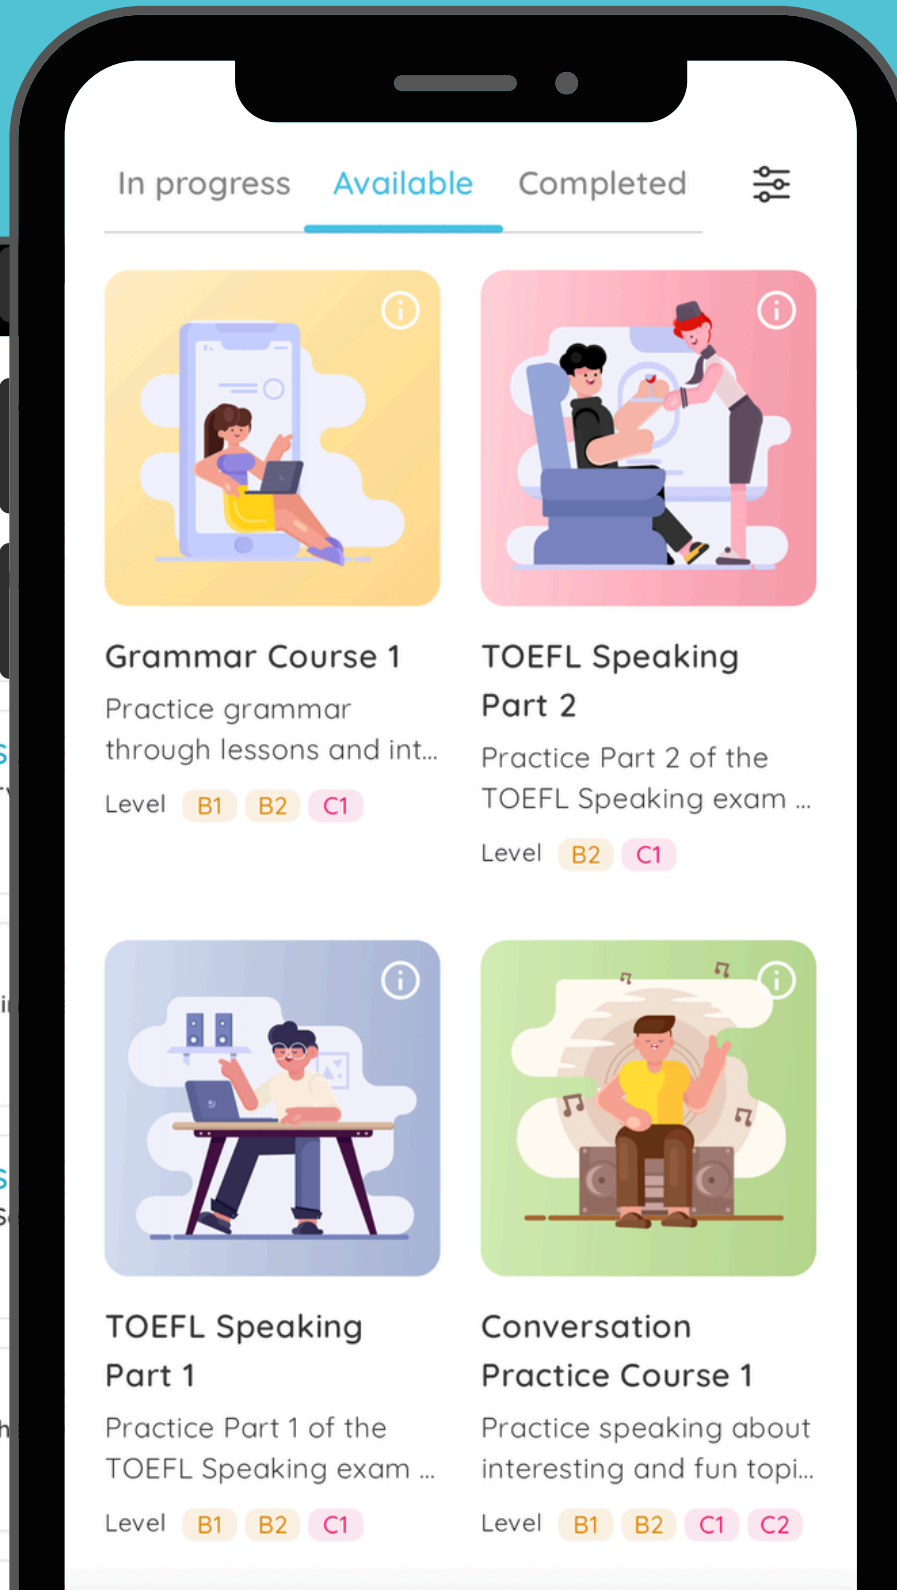 In progress Available Completed
Grammar Course 1
Practice grammar
through lessons and int...
Level B1 B2 C1
TOEFL Speaking
Part 2
Practice Part 2 of the
TOEFL Speaking exam ...
Level B2 C1
TOEFL Speaking
Part 1
Practice Part 1 of the
TOEFL Speaking exam ...
Level B1 B2 C1
Conversation
Practice Course 1
Practice speaking about
interesting and fun topi...
Level B1 B2 C1 C2